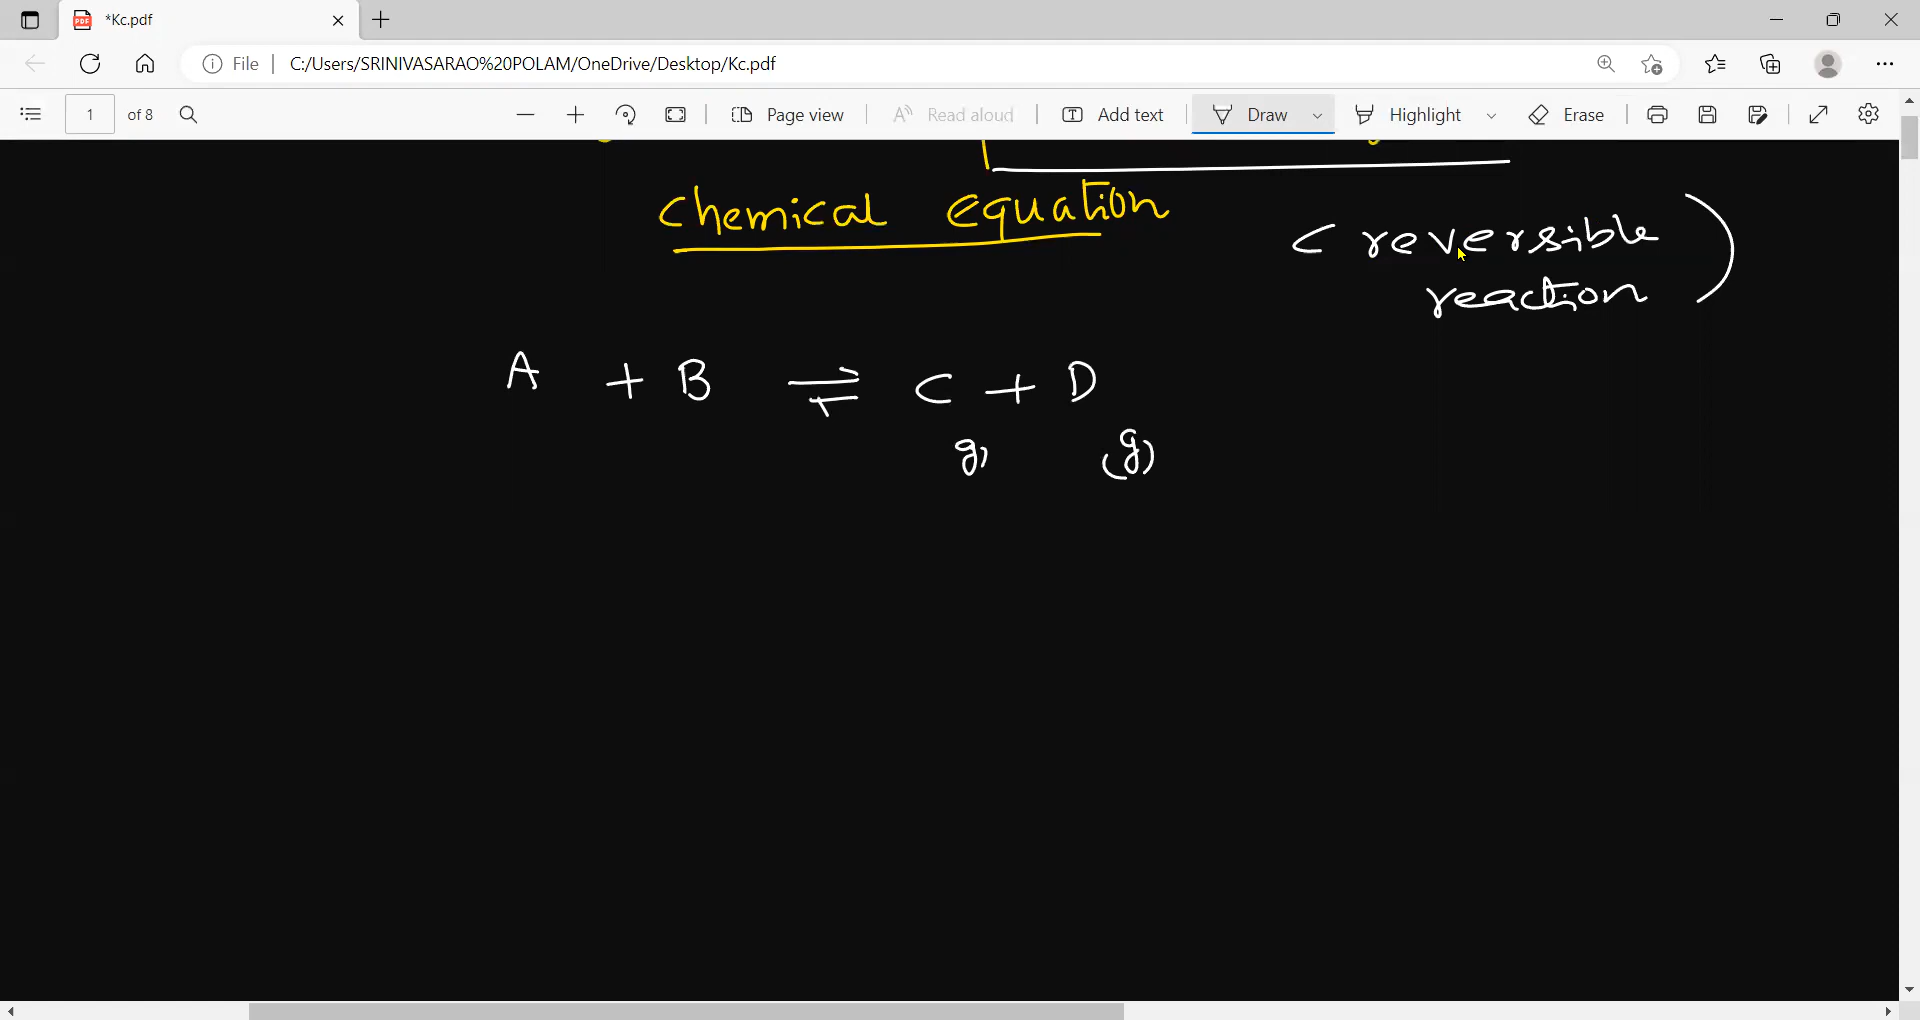 *Kc.pdf
File C:/Users/SRINIVASARAO%20POLAM/OneDrive/Desktop/Kc.pdf
1 of 8 Page view Read aloud Add text Draw Highlight Erase
chemical equation
( reversible
reaction )
A + B ⇌ C + D
g) (g)